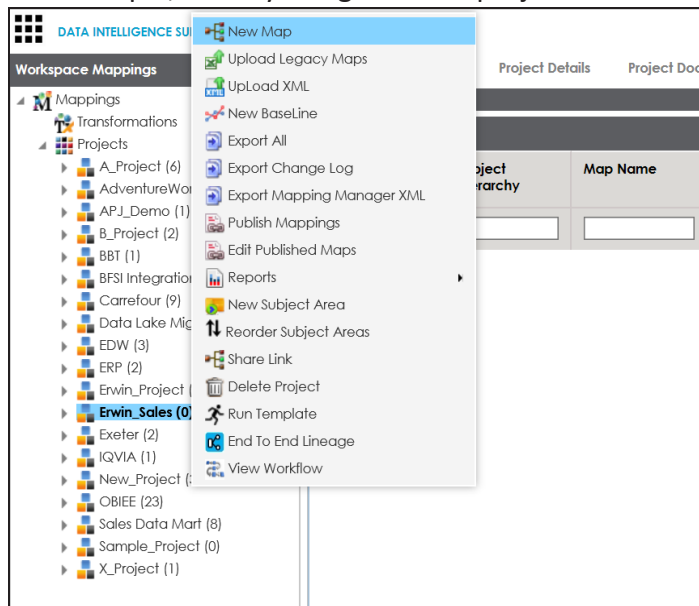 DATA INTELLIGENCE SU
Workspace Mappings
Mappings
Transformations
Projects
A_Project (6)
AdventureWor
APJ_Demo (1)
B_Project (2)
BBT (1)
BFSI Integration
Carrefour (9)
Data Lake Mig
EDW (3)
ERP (2)
Erwin_Project (
Erwin_Sales (0)
Exeter (2)
IQVIA (1)
New_Project (
OBIEE (23)
Sales Data Mart (8)
Sample_Project (0)
X_Project (1)
New Map
Upload Legacy Maps
UpLoad XML
New BaseLine
Export All
Export Change Log
Export Mapping Manager XML
Publish Mappings
Edit Published Maps
Reports
New Subject Area
Reorder Subject Areas
Share Link
Delete Project
Run Template
End To End Lineage
View Workflow
Project Details
Project Doc
oject
rarchy
Map Name